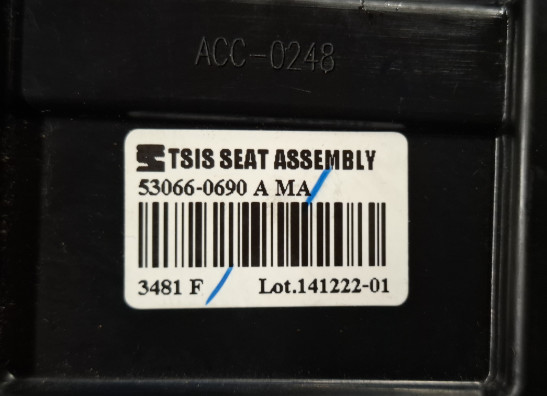 ACC-0248
TSIS SEAT ASSEMBLY
53066-0690 A MA
3481 F Lot.141222-01